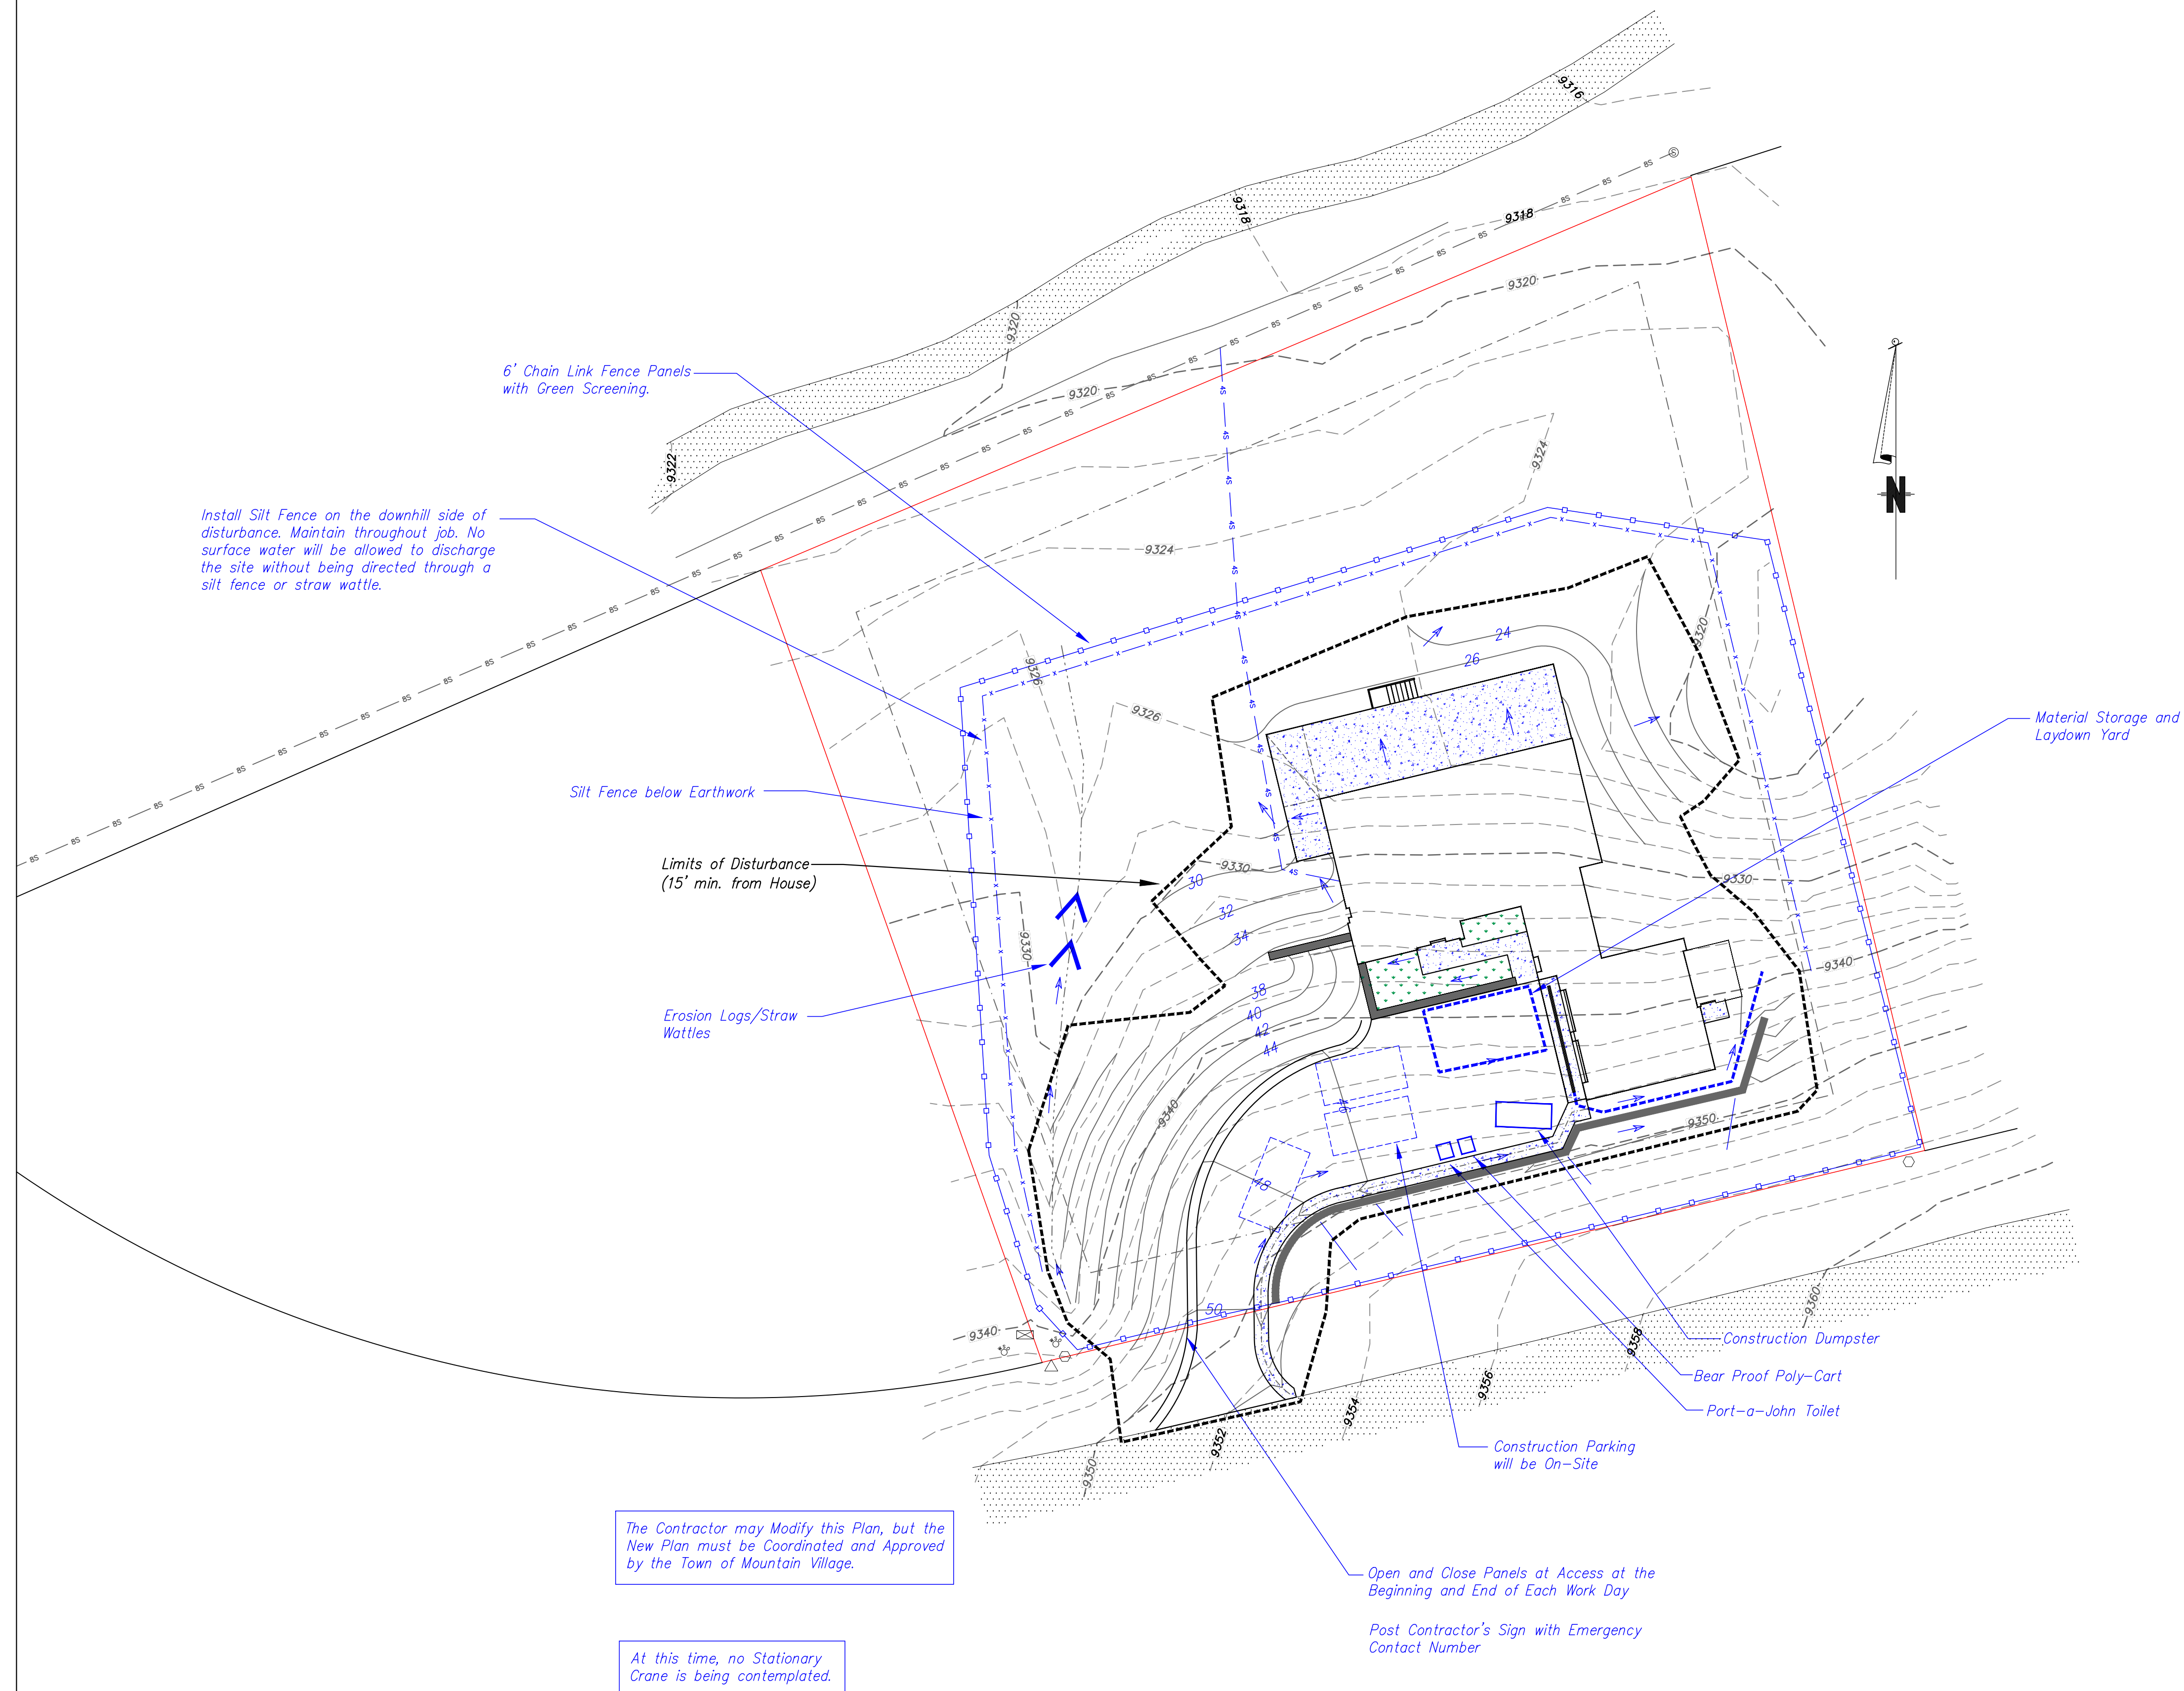 9316
9318
9318
9320
9320
9320
9322
9324
9324
9326
9326
6' Chain Link Fence Panels
with Green Screening.
N
Install Silt Fence on the downhill side of
disturbance. Maintain throughout job. No
surface water will be allowed to discharge
the site without being directed through a
silt fence or straw wattle.
9320
24
26
Material Storage and
Laydown Yard
Silt Fence below Earthwork
Limits of Disturbance
(15' min. from House)
9330
9330
9330
30
32
34
38
40
42
44
46
48
50
9340
9340
9340
9350
9350
9352
9354
9356
9358
9360
Erosion Logs/Straw
Wattles
Construction Dumpster
Bear Proof Poly-Cart
Port-a-John Toilet
Construction Parking
will be On-Site
The Contractor may Modify this Plan, but the
New Plan must be Coordinated and Approved
by the Town of Mountain Village.
Open and Close Panels at Access at the
Beginning and End of Each Work Day
Post Contractor's Sign with Emergency
Contact Number
At this time, no Stationary
Crane is being contemplated.